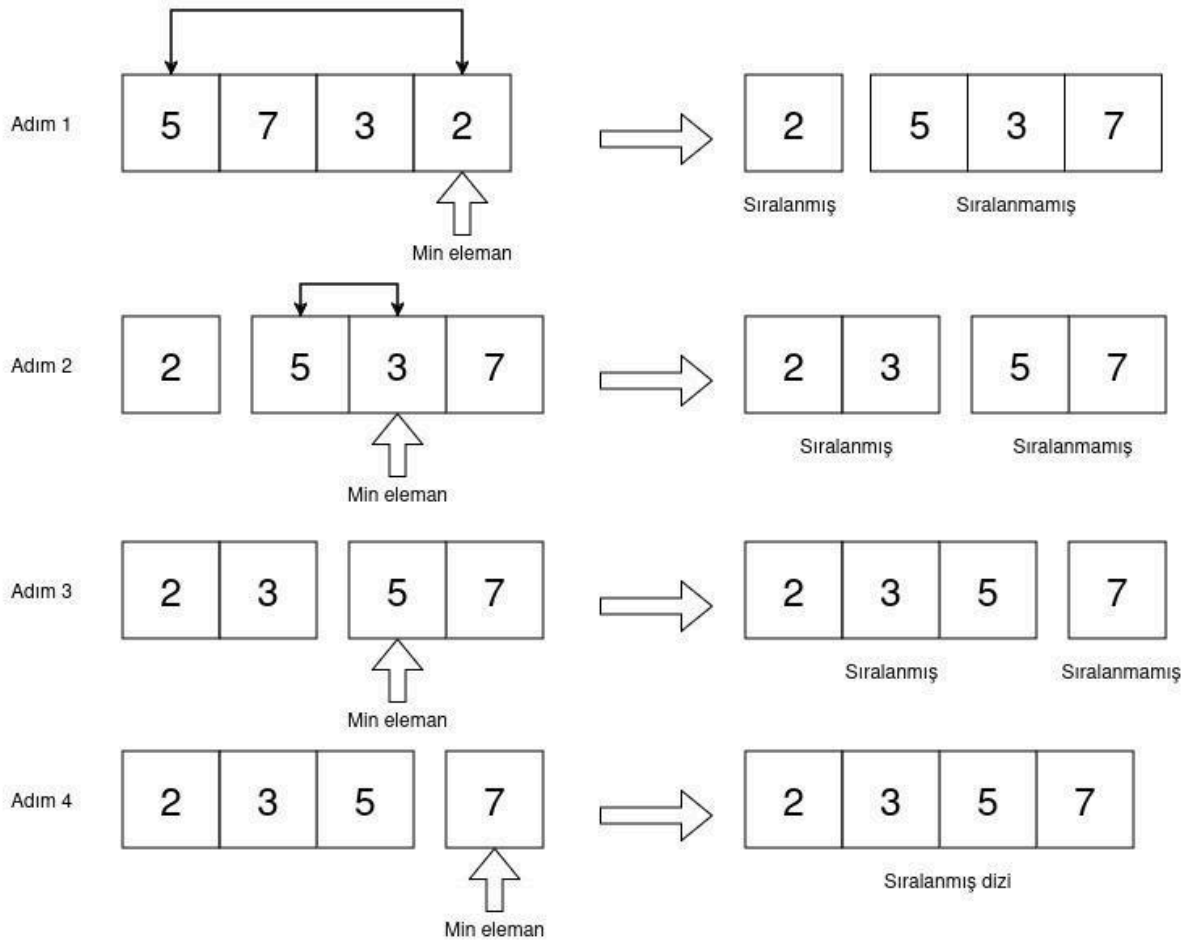 Adım 1
5 7 3 2
2 5 3 7
Sıralanmış Sıralanmamış
Min eleman
Adım 2
2 5 3 7
2 3 5 7
Sıralanmış Sıralanmamış
Min eleman
Adım 3
2 3 5 7
2 3 5 7
Sıralanmış Sıralanmamış
Min eleman
Adım 4
2 3 5 7
2 3 5 7
Sıralanmış dizi
Min eleman